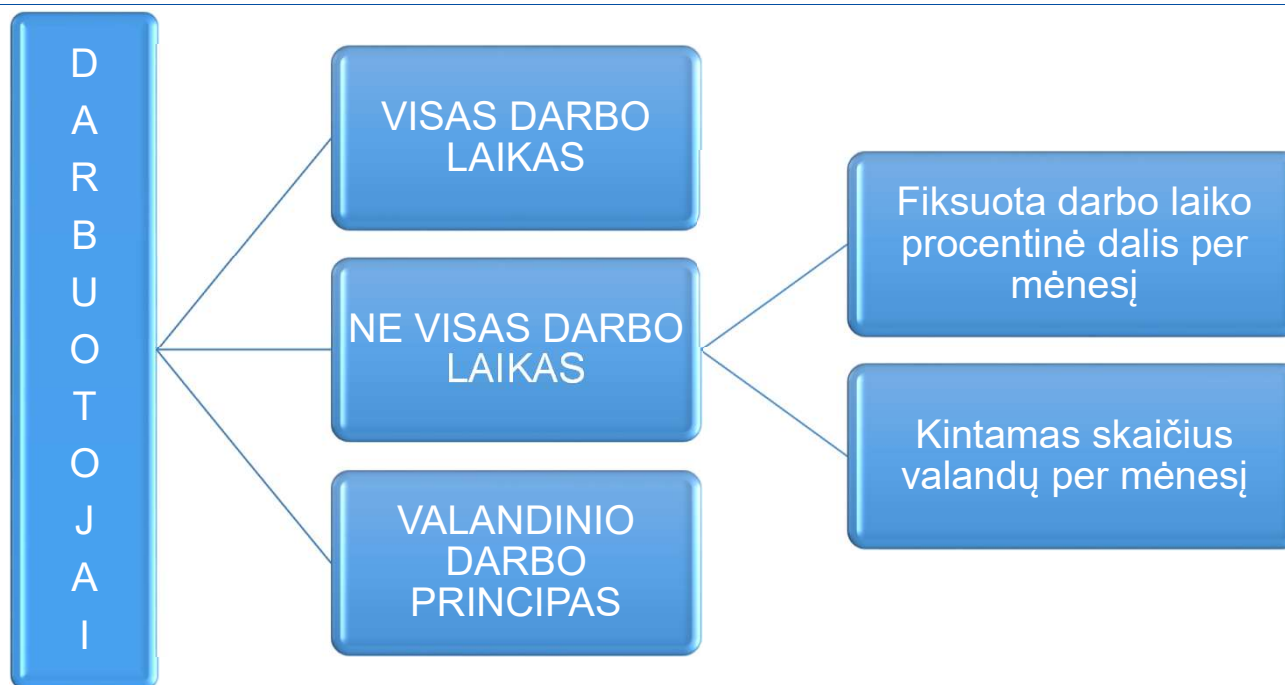 DARBUOTOJAI
VISAS DARBO
LAIKAS
NE VISAS DARBO
LAIKAS
VALANDINIO
DARBO
PRINCIPAS
Fiksuota darbo laiko
procentinė dalis per
mėnesį
Kintamas skaičius
valandų per mėnesį